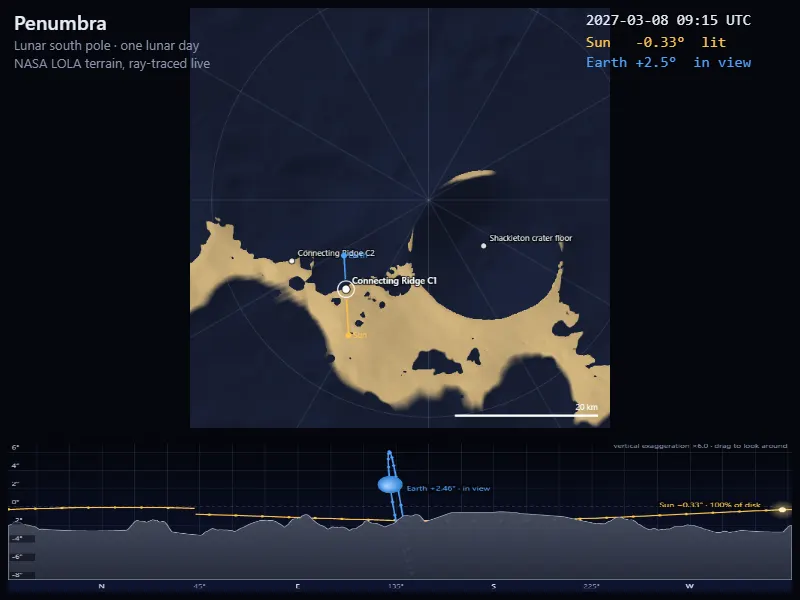 Penumbra
Lunar south pole · one lunar day
NASA LOLA terrain, ray-traced live
2027-03-08 09:15 UTC
Sun -0.33° lit
Earth +2.5° in view
Shackleton crater floor
Connecting Ridge C2
Connecting Ridge C1
Sun
20 km
vertical exaggeration ×6.0 · drag to look around
6°
4°
2°
0°
-2°
-4°
-6°
-8°
Earth +2.46° · in view
Sun −0.33° · 100% of disk
N 45° E 135° S 225° W